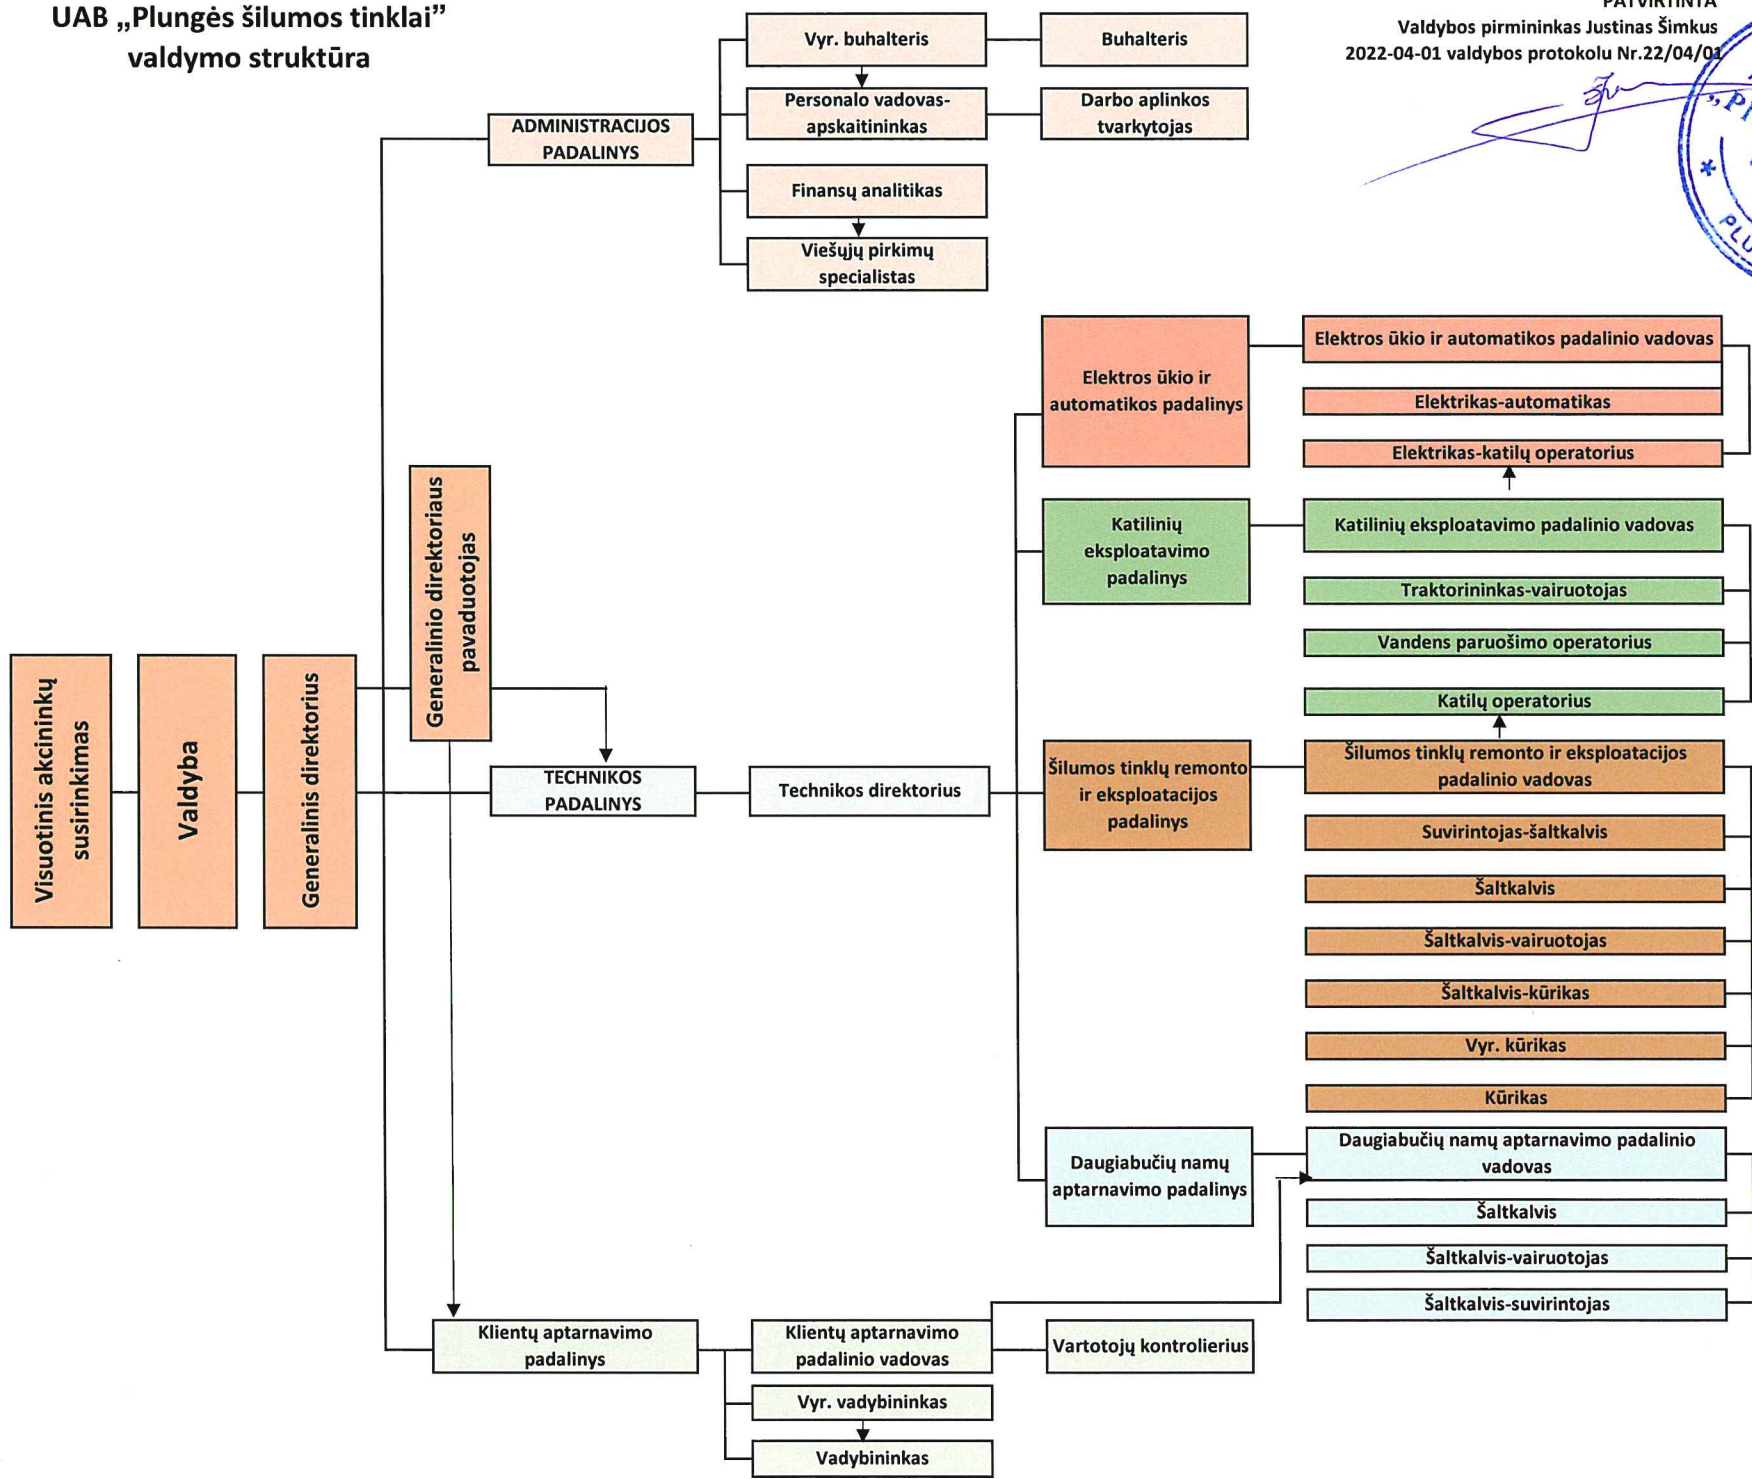 UAB „Plungės šilumos tinklai”
valdymo struktūra
PATVIRTINTA
Valdybos pirmininkas Justinas Šimkus
2022-04-01 valdybos protokolu Nr.22/04/01
Vyr. buhalteris
Buhalteris
Personalo vadovas-
apskaitininkas
Darbo aplinkos
tvarkytojas
ADMINISTRACIJOS
PADALINYS
Finansų analitikas
Viešųjų pirkimų
specialistas
Elektros ūkio ir
automatikos padalinys
Elektros ūkio ir automatikos padalinio vadovas
Elektrikas-automatikas
Elektrikas-katilų operatorius
Katilinių
eksploatavimo
padalinys
Katilinių eksploatavimo padalinio vadovas
Traktorininkas-vairuotojas
Vandens paruošimo operatorius
Katilų operatorius
Visuotinis akcininkų
susirinkimas
Valdyba
Generalinis direktorius
Generalinio direktoriaus
pavaduotojas
TECHNIKOS
PADALINYS
Technikos direktorius
Šilumos tinklų remonto
ir eksploatacijos
padalinys
Šilumos tinklų remonto ir eksploatacijos
padalinio vadovas
Suvirintojas-šaltkalvis
Šaltkalvis
Šaltkalvis-vairuotojas
Šaltkalvis-kūrikas
Vyr. kūrikas
Kūrikas
Daugiabučių namų
aptarnavimo padalinys
Daugiabučių namų aptarnavimo padalinio
vadovas
Šaltkalvis
Šaltkalvis-vairuotojas
Šaltkalvis-suvirintojas
Klientų aptarnavimo
padalinys
Klientų aptarnavimo
padalinio vadovas
Vartotojų kontrolierius
Vyr. vadybininkas
Vadybininkas